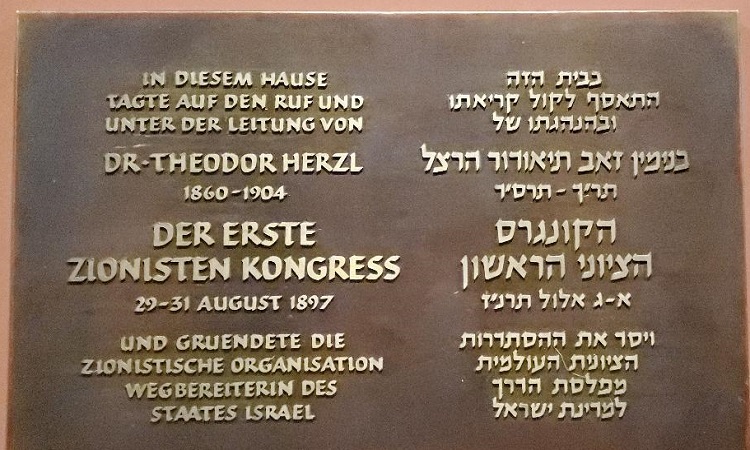 IN DIESEM HAUSE
TAGTE AUF DEN RUF UND
UNTER DER LEITUNG VON
DR·THEODOR HERZL
1860-1904
DER ERSTE
ZIONISTEN KONGRESS
29-31 AUGUST 1897
UND GRUENDETE DIE
ZIONISTISCHE ORGANISATION
WEGBEREITERIN DES
STAATES ISRAEL
בבית הזה
התאסף לקול קריאתו
ובהנהגתו של
בנימין זאב תיאודור הרצל
תר״ך - תרס״ד
הקונגרס
הציוני הראשון
א-ג אלול תרנ״ז
ויסד את ההסתדרות
הציונית העולמית
מפלסת הדרך
למדינת ישראל